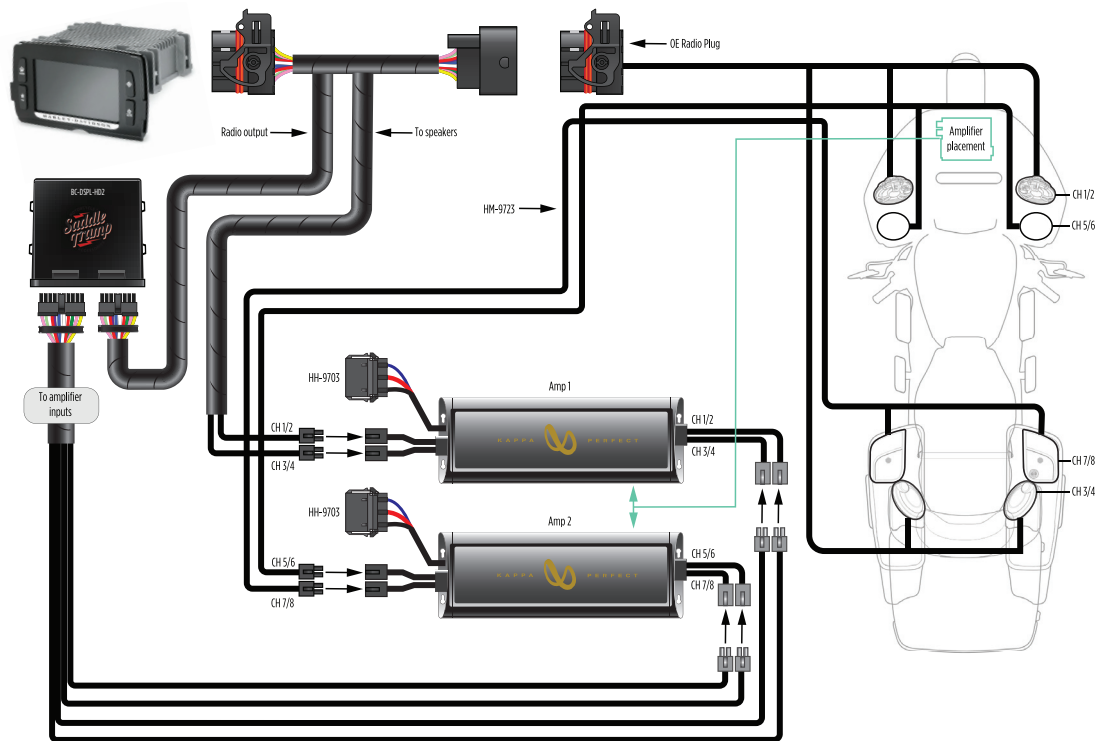 OE Radio Plug
Radio output
To speakers
Amplifier
placement
HARLEY-DAVIDSON
BC-DSPL-HD2
Saddle
Tramp
HM-9723
CH 1/2
CH 5/6
To amplifier
inputs
HH-9703
Amp 1
KAPPA PERFECT
CH 1/2
CH 3/4
CH 1/2
CH 3/4
HH-9703
Amp 2
KAPPA PERFECT
CH 5/6
CH 7/8
CH 5/6
CH 7/8
CH 7/8
CH 3/4